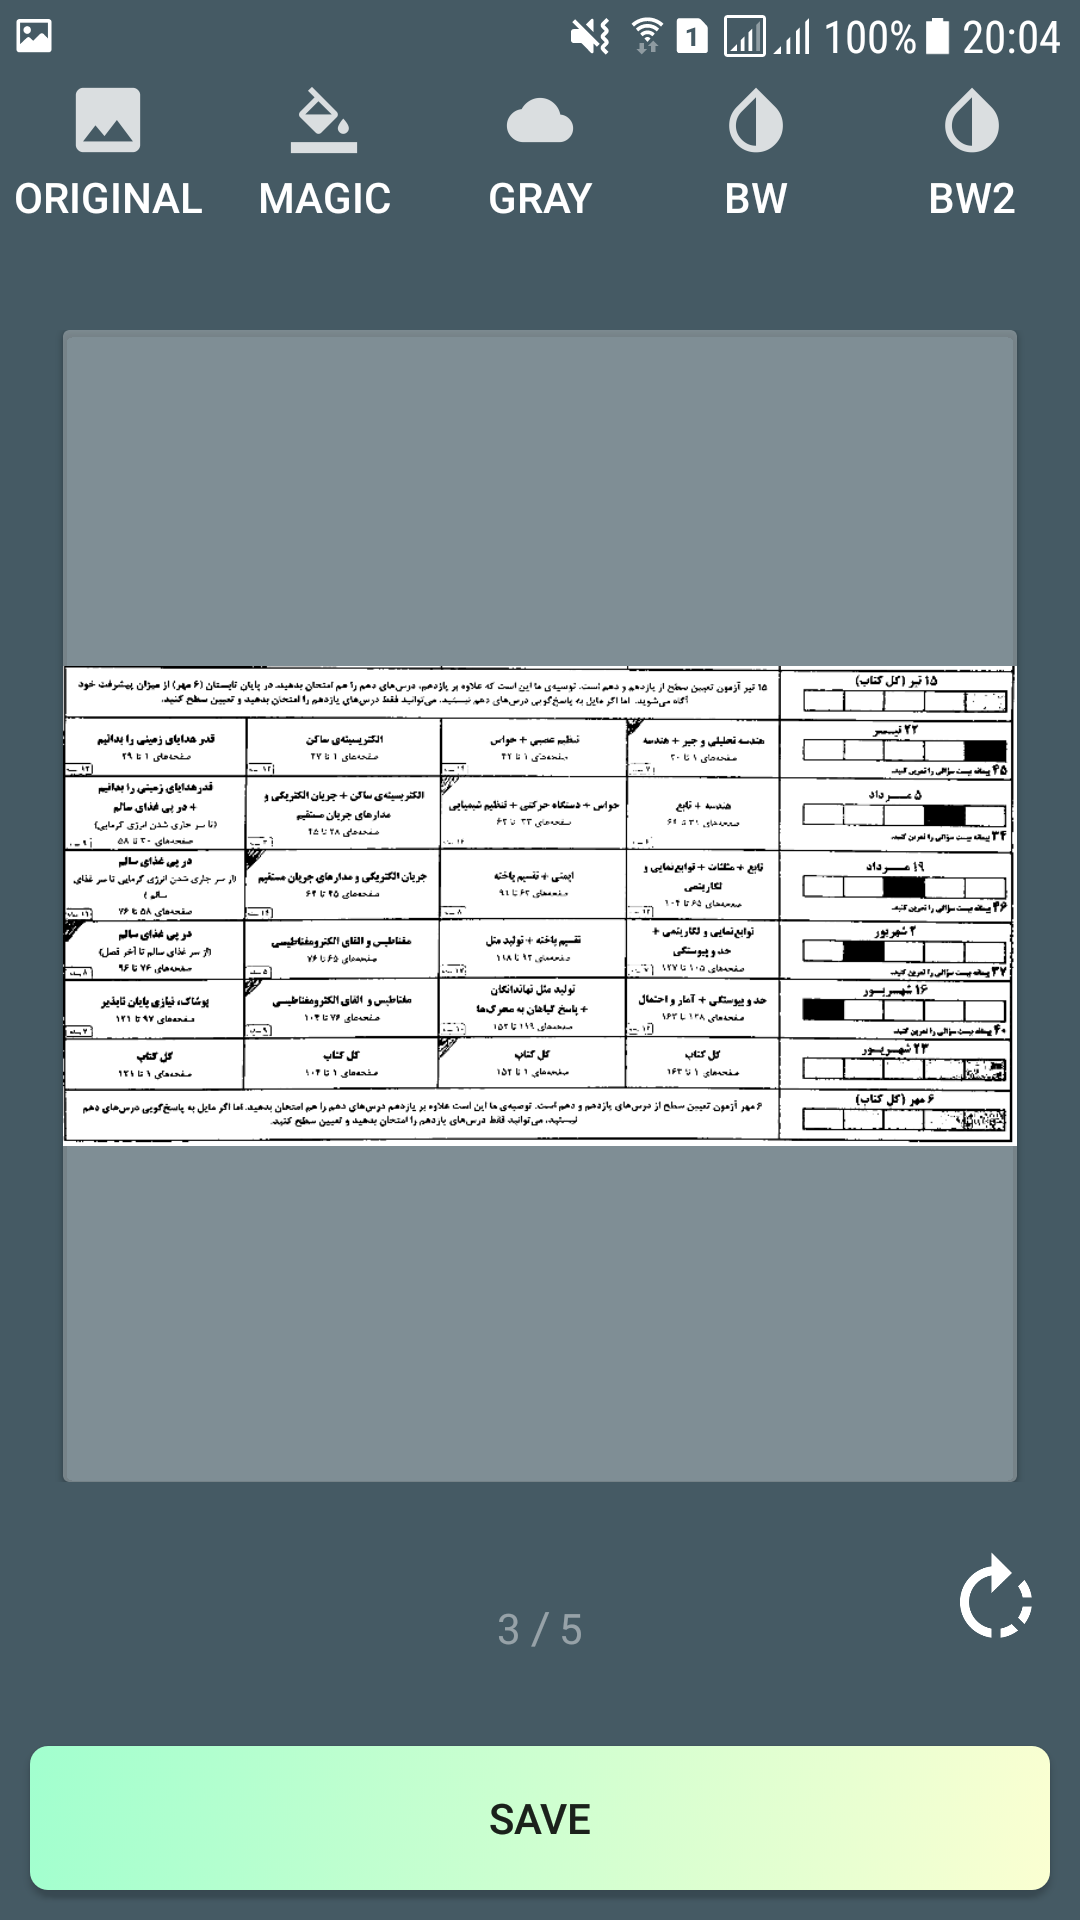 100% 20:04
ORIGINAL MAGIC GRAY BW BW2
۱۵ تیر (کل کتاب)
۱۵ تیر آزمون تعیین سطح از یازدهم و دهم است. توصیه‌ی ما این است که علاوه بر یازدهم، درس‌های دهم را هم امتحان بدهید. در پایان تابستان (۶ مهر) از میزان پیشرفت خود
آگاه می‌شوید. اما اگر مایل به پاسخ‌گویی درس‌های دهم نیستید، می‌توانید فقط درس‌های یازدهم را امتحان بدهید و تعیین سطح کنید.
۲۲ تیــر
۴۵ پیمانه بیست سؤالی را تمرین کنید.
هندسه تحلیلی و جبر + هندسه
صفحه‌های ۱ تا ۳۰
تنظیم عصبی + حواس
صفحه‌های ۱ تا ۳۲
الکتریسیته‌ی ساکن
صفحه‌های ۱ تا ۲۷
قدر هدایای زمینی را بدانیم
صفحه‌های ۱ تا ۲۹
۵ مــرداد
۳۴ پیمانه بیست سؤالی را تمرین کنید.
هندسه + تابع
صفحه‌های ۳۱ تا ۶۴
حواس + دستگاه حرکتی + تنظیم شیمیایی
صفحه‌های ۳۳ تا ۶۲
الکتریسیته‌ی ساکن + جریان الکتریکی و
مدارهای جریان مستقیم
صفحه‌های ۲۸ تا ۴۵
قدر هدایای زمینی را بدانیم
+ در پی غذای سالم
(تا سر جاری شدن انرژی گرمایی)
صفحه‌های ۳۰ تا ۵۸
۱۹ مــرداد
۴۶ پیمانه بیست سؤالی را تمرین کنید.
تابع + مثلثات + توابع نمایی و
لگاریتمی
صفحه‌های ۶۵ تا ۱۰۴
ایمنی + تقسیم یاخته
صفحه‌های ۶۳ تا ۹۱
جریان الکتریکی و مدارهای جریان مستقیم
صفحه‌های ۴۵ تا ۶۴
در پی غذای سالم
(از سر جاری شدن انرژی گرمایی تا سر غذای
سالم)
صفحه‌های ۵۸ تا ۷۶
۲ شهریور
۳۷ پیمانه بیست سؤالی را تمرین کنید.
توابع نمایی و لگاریتمی +
حد و پیوستگی
صفحه‌های ۱۰۵ تا ۱۲۷
تقسیم یاخته + تولید مثل
صفحه‌های ۹۲ تا ۱۱۸
مغناطیس و القای الکترومغناطیسی
صفحه‌های ۶۵ تا ۷۶
در پی غذای سالم
(از سر غذای سالم تا آخر فصل)
صفحه‌های ۷۶ تا ۹۶
۱۶ شهــریــور
۴۰ پیمانه بیست سؤالی را تمرین کنید.
حد و پیوستگی + آمار و احتمال
صفحه‌های ۱۲۸ تا ۱۶۳
تولید مثل نهاندانگان
+ پاسخ گیاهان به محرک‌ها
صفحه‌های ۱۱۹ تا ۱۵۲
مغناطیس و القای الکترومغناطیسی
صفحه‌های ۷۶ تا ۱۰۴
پوشاک، نیازی پایان ناپذیر
صفحه‌های ۹۷ تا ۱۲۱
۲۳ شهــریــور
کل کتاب
صفحه‌های ۱ تا ۱۶۳
کل کتاب
صفحه‌های ۱ تا ۱۵۲
کل کتاب
صفحه‌های ۱ تا ۱۰۴
کل کتاب
صفحه‌های ۱ تا ۱۲۱
۶ مهر (کل کتاب)
۶ مهر آزمون تعیین سطح از درس‌های یازدهم و دهم است. توصیه‌ی ما این است علاوه بر یازدهم درس‌های دهم را هم امتحان بدهید. اما اگر مایل به پاسخ‌گویی درس‌های دهم
نیستید، می‌توانید فقط درس‌های یازدهم را امتحان بدهید و تعیین سطح کنید.
3 / 5
SAVE